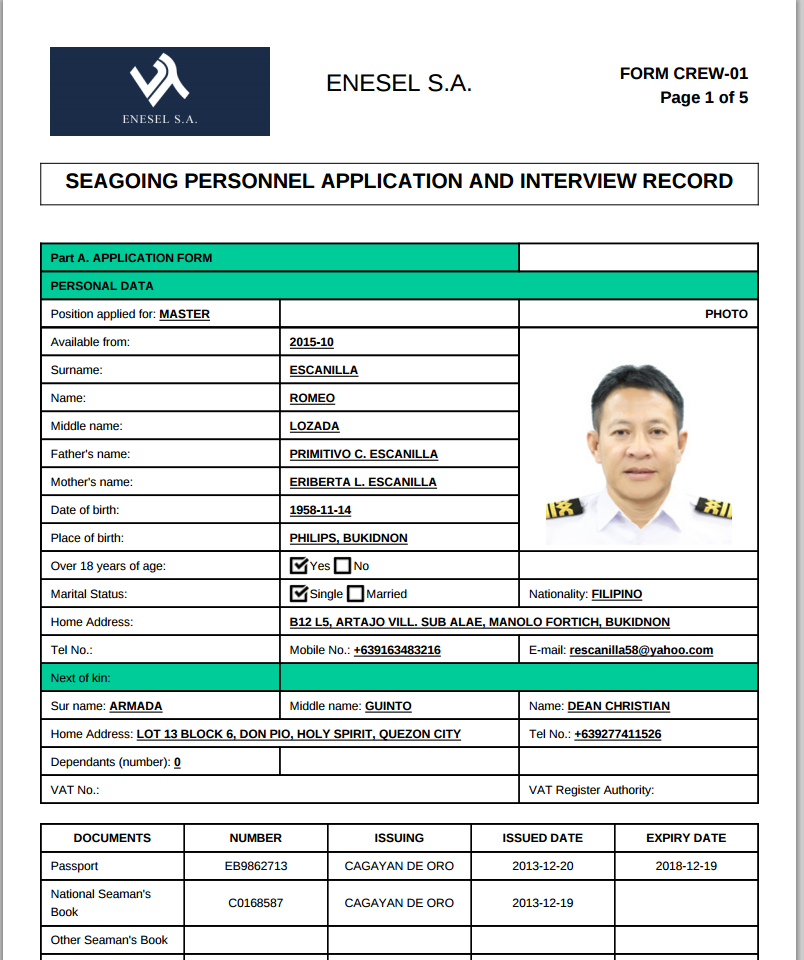 ENESEL S.A.
ENESEL S.A.
FORM CREW-01
Page 1 of 5
SEAGOING PERSONNEL APPLICATION AND INTERVIEW RECORD
Part A. APPLICATION FORM
PERSONAL DATA
Position applied for: MASTER
PHOTO
Available from: 2015-10
Surname: ESCANILLA
Name: ROMEO
Middle name: LOZADA
Father's name: PRIMITIVO C. ESCANILLA
Mother's name: ERIBERTA L. ESCANILLA
Date of birth: 1958-11-14
Place of birth: PHILIPS, BUKIDNON
Over 18 years of age: Yes No
Marital Status: Single Married Nationality: FILIPINO
Home Address: B12 L5, ARTAJO VILL. SUB ALAE, MANOLO FORTICH, BUKIDNON
Tel No.: Mobile No.: +639163483216 E-mail: rescanilla58@yahoo.com
Next of kin:
Sur name: ARMADA Middle name: GUINTO Name: DEAN CHRISTIAN
Home Address: LOT 13 BLOCK 6, DON PIO, HOLY SPIRIT, QUEZON CITY Tel No.: +639277411526
Dependants (number): 0
VAT No.: VAT Register Authority:
DOCUMENTS NUMBER ISSUING ISSUED DATE EXPIRY DATE
Passport EB9862713 CAGAYAN DE ORO 2013-12-20 2018-12-19
National Seaman's
Book C0168587 CAGAYAN DE ORO 2013-12-19
Other Seaman's Book